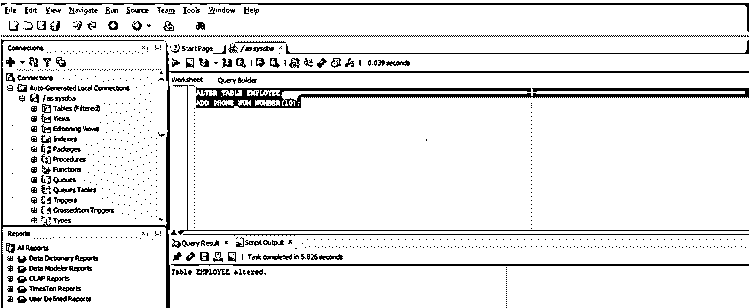 File Edit View Navigate Run Source Team Tools Window Help
Connections
Start Page
/ as sysdba
0.039 seconds
Worksheet Query Builder
Connections
Auto-Generated Local Connections
/ as sysdba
Tables (Filtered)
Views
Editioning Views
Indexes
Packages
Procedures
Functions
Queues
Queues Tables
Triggers
Crossedition Triggers
Types
ALTER TABLE EMPLOYEE
ADD PHONE_NUM NUMBER(10);
Reports
All Reports
Data Dictionary Reports
Data Modeler Reports
OLAP Reports
TimesTen Reports
User Defined Reports
Query Result × Script Output ×
Task completed in 5.826 seconds
Table EMPLOYEE altered.